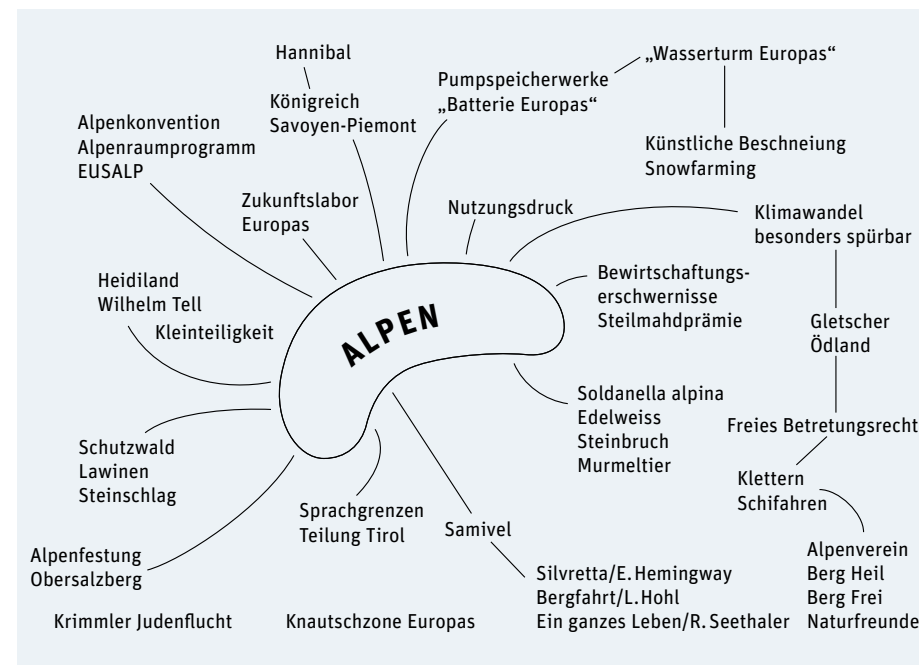 Hannibal
Königreich
Savoyen-Piemont
Pumpspeicherwerke
„Batterie Europas“
„Wasserturm Europas“
Künstliche Beschneiung
Snowfarming
Alpenkonvention
Alpenraumprogramm
EUSALP
Zukunftslabor
Europas
Nutzungsdruck
Klimawandel
besonders spürbar
Heidiland
Wilhelm Tell
Kleinteiligkeit
ALPEN
Bewirtschaftungs-
erschwernisse
Steilmahdprämie
Gletscher
Ödland
Soldanella alpina
Edelweiss
Steinbruch
Murmeltier
Freies Betretungsrecht
Schutzwald
Lawinen
Steinschlag
Klettern
Schifahren
Sprachgrenzen
Teilung Tirol
Samivel
Alpenfestung
Obersalzberg
Silvretta/E. Hemingway
Bergfahrt/L. Hohl
Ein ganzes Leben/R. Seethaler
Alpenverein
Berg Heil
Berg Frei
Naturfreunde
Krimmler Judenflucht
Knautschzone Europas